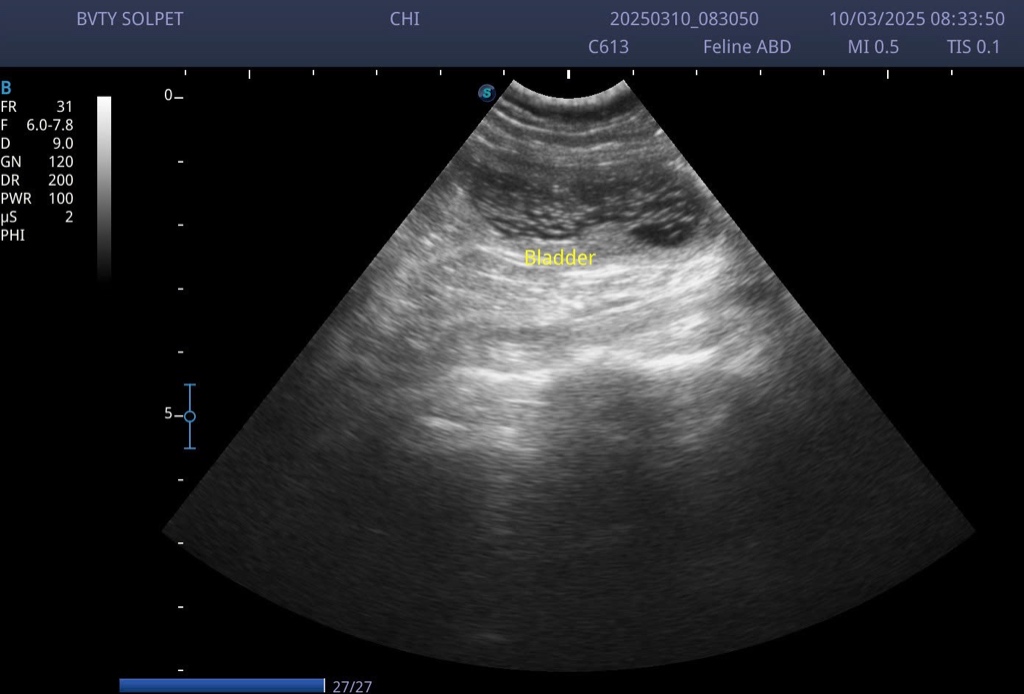 BVTY SOLPET CHI 20250310_083050 10/03/2025 08:33:50
C613 Feline ABD MI 0.5 TIS 0.1
B
FR 31
F 6.0-7.8
D 9.0
GN 120
DR 200
PWR 100
µS 2
PHI
S
0
Bladder
5
27/27